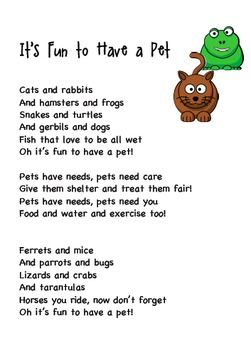 It's Fun to Have a Pet
Cats and rabbits
And hamsters and frogs
Snakes and turtles
And gerbils and dogs
Fish that love to be all wet
Oh it's fun to have a pet!
Pets have needs, pets need care
Give them shelter and treat them fair!
Pets have needs, pets need you
Food and water and exercise too!
Ferrets and mice
And parrots and bugs
Lizards and crabs
And tarantulas
Horses you ride, now don't forget
Oh it's fun to have a pet!